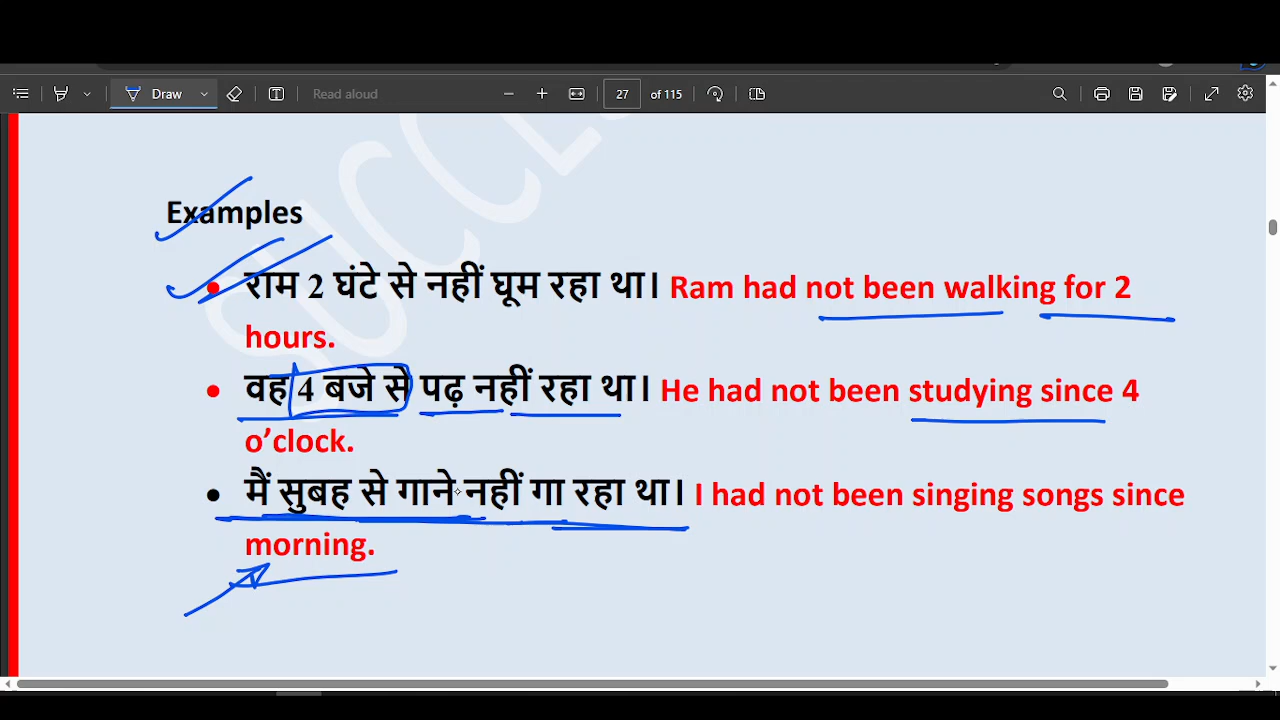 Draw
Read aloud
27 of 115
SUCCES
Examples
• राम 2 घंटे से नहीं घूम रहा था। Ram had not been walking for 2
hours.
• वह 4 बजे से पढ़ नहीं रहा था। He had not been studying since 4
o’clock.
• मैं सुबह से गाने नहीं गा रहा था। I had not been singing songs since
morning.